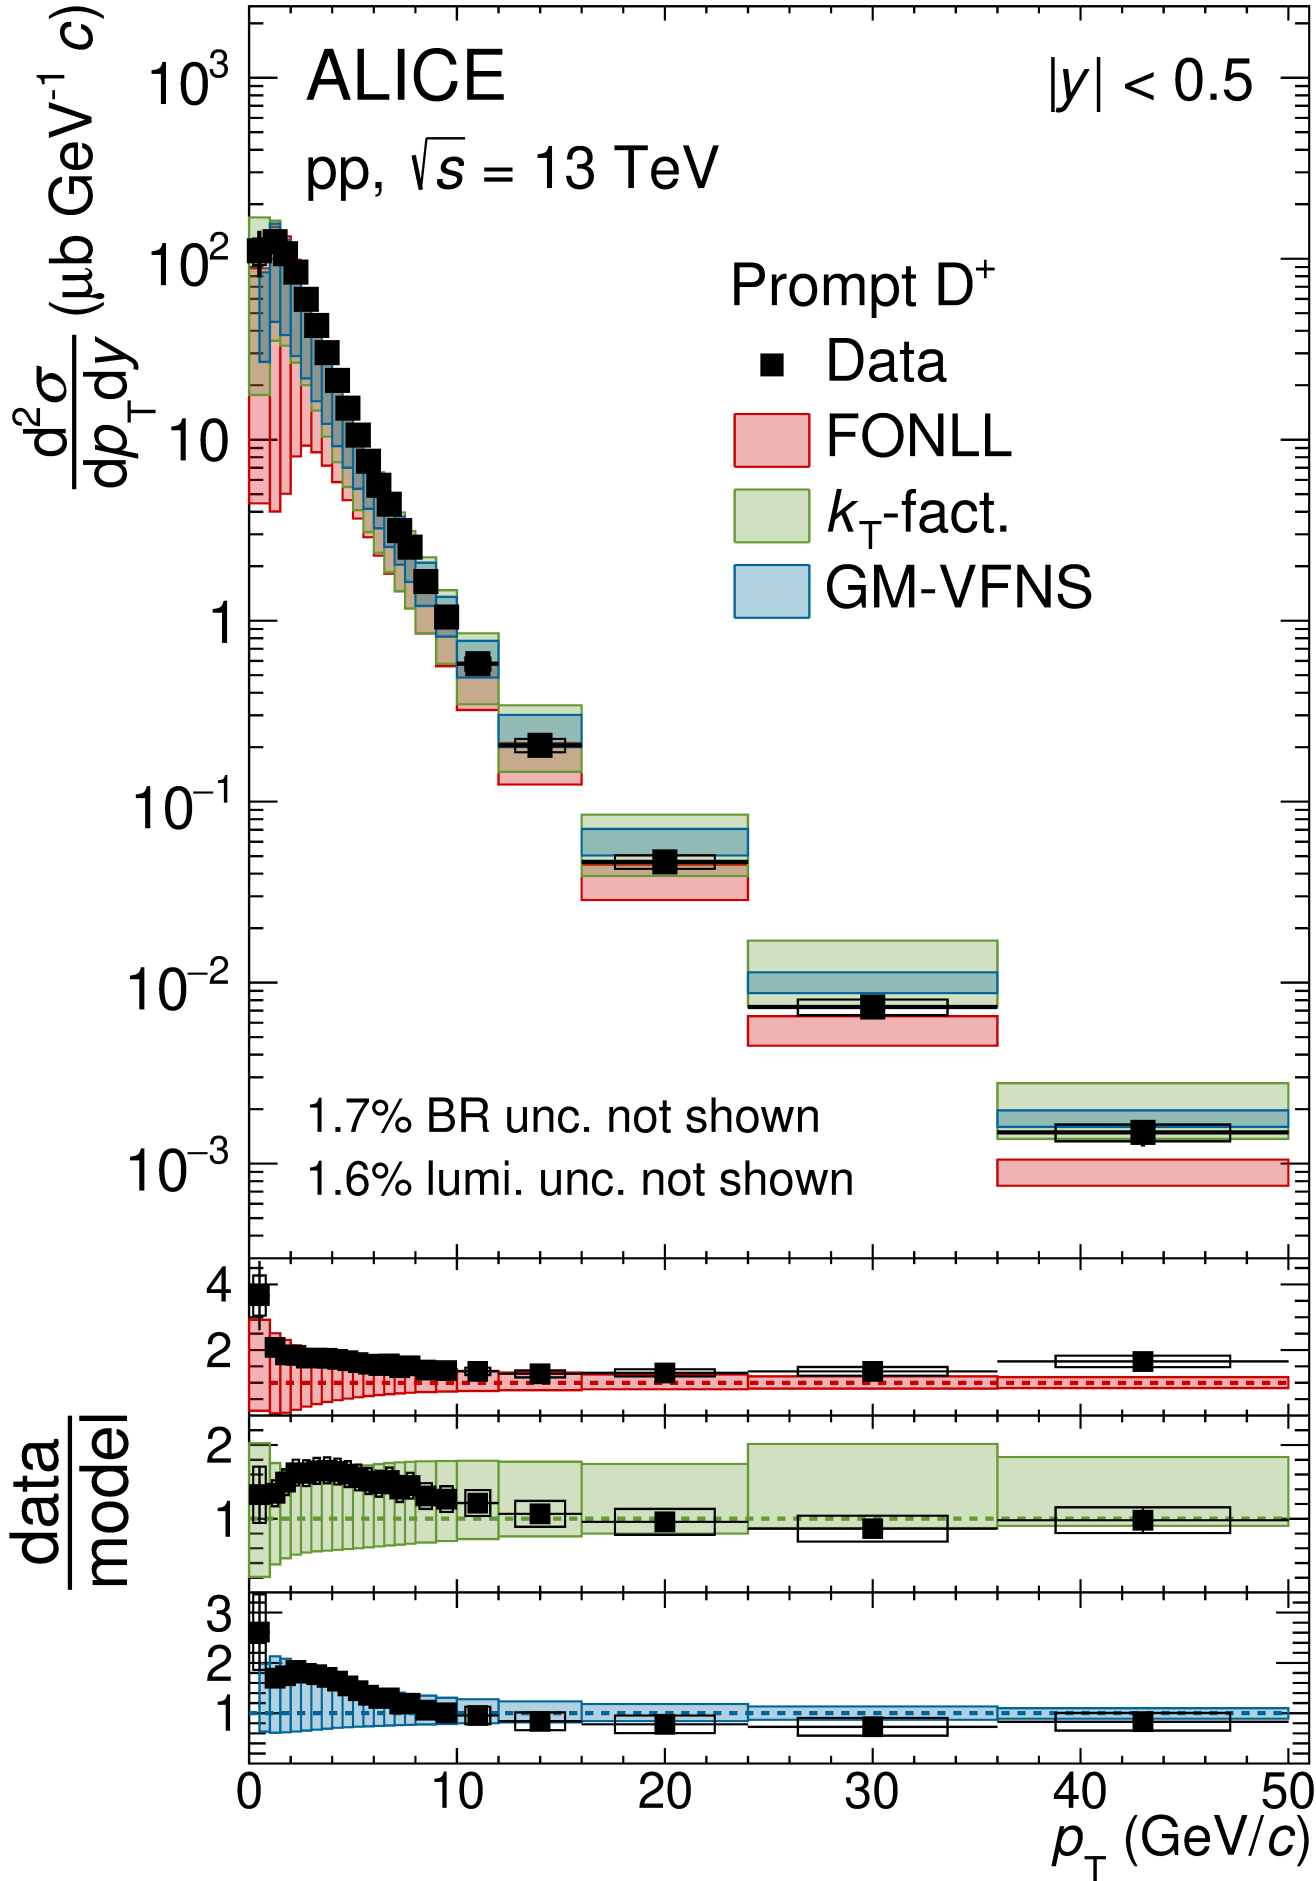 ALICE
|y| < 0.5
pp, √s = 13 TeV
d²σ/dp_T dy (μb GeV⁻¹ c)
10³
10²
10
1
10⁻¹
10⁻²
10⁻³
Prompt D⁺
Data
FONLL
k_T-fact.
GM-VFNS
1.7% BR unc. not shown
1.6% lumi. unc. not shown
data/model
4
2
2
1
3
2
1
0 10 20 30 40 50
p_T (GeV/c)